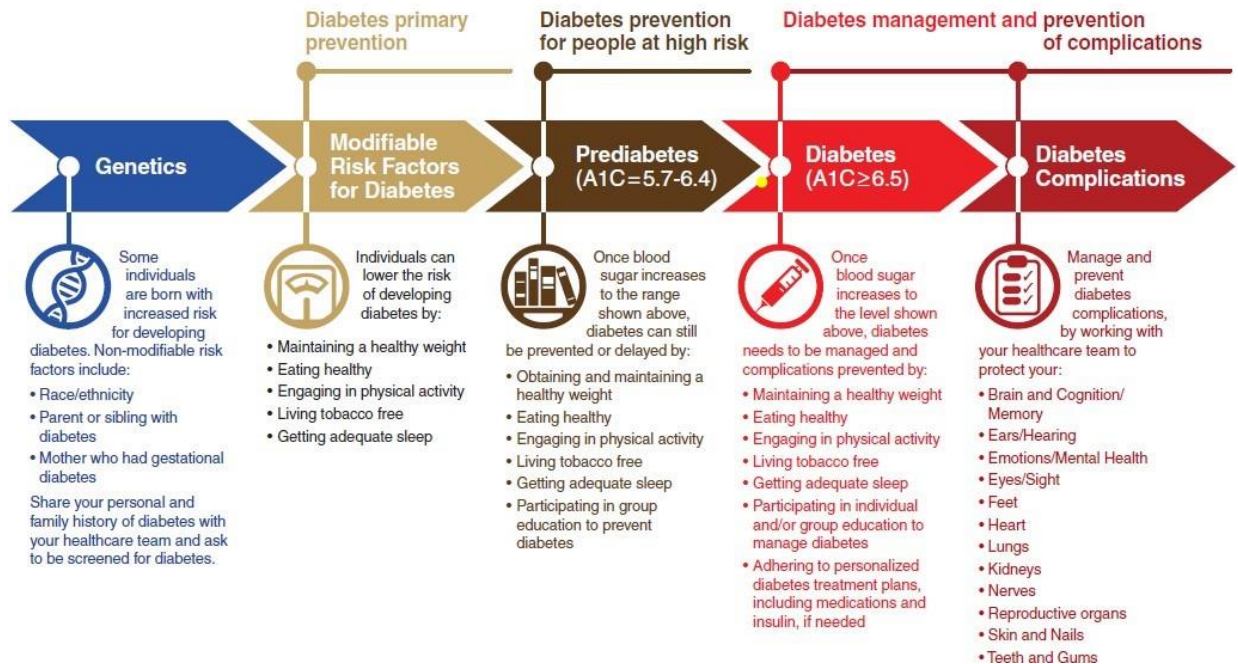 Diabetes primary
prevention
Diabetes prevention
for people at high risk
Diabetes management and prevention
of complications
Genetics
Modifiable
Risk Factors
for Diabetes
Prediabetes
(A1C=5.7-6.4)
Diabetes
(A1C≥6.5)
Diabetes
Complications
Some
individuals
are born with
increased risk
for developing
diabetes. Non-modifiable risk
factors include:
• Race/ethnicity
• Parent or sibling with
diabetes
• Mother who had gestational
diabetes
Share your personal and
family history of diabetes with
your healthcare team and ask
to be screened for diabetes.
Individuals can
lower the risk
of developing
diabetes by:
• Maintaining a healthy weight
• Eating healthy
• Engaging in physical activity
• Living tobacco free
• Getting adequate sleep
Once blood
sugar increases
to the range
shown above,
diabetes can still
be prevented or delayed by:
• Obtaining and maintaining a
healthy weight
• Eating healthy
• Engaging in physical activity
• Living tobacco free
• Getting adequate sleep
• Participating in group
education to prevent
diabetes
Once
blood sugar
increases to
the level shown
above, diabetes
needs to be managed and
complications prevented by:
• Maintaining a healthy weight
• Eating healthy
• Engaging in physical activity
• Living tobacco free
• Getting adequate sleep
• Participating in individual
and/or group education to
manage diabetes
• Adhering to personalized
diabetes treatment plans,
including medications and
insulin, if needed
Manage and
prevent
diabetes
complications,
by working with
your healthcare team to
protect your:
• Brain and Cognition/
Memory
• Ears/Hearing
• Emotions/Mental Health
• Eyes/Sight
• Feet
• Heart
• Lungs
• Kidneys
• Nerves
• Reproductive organs
• Skin and Nails
• Teeth and Gums